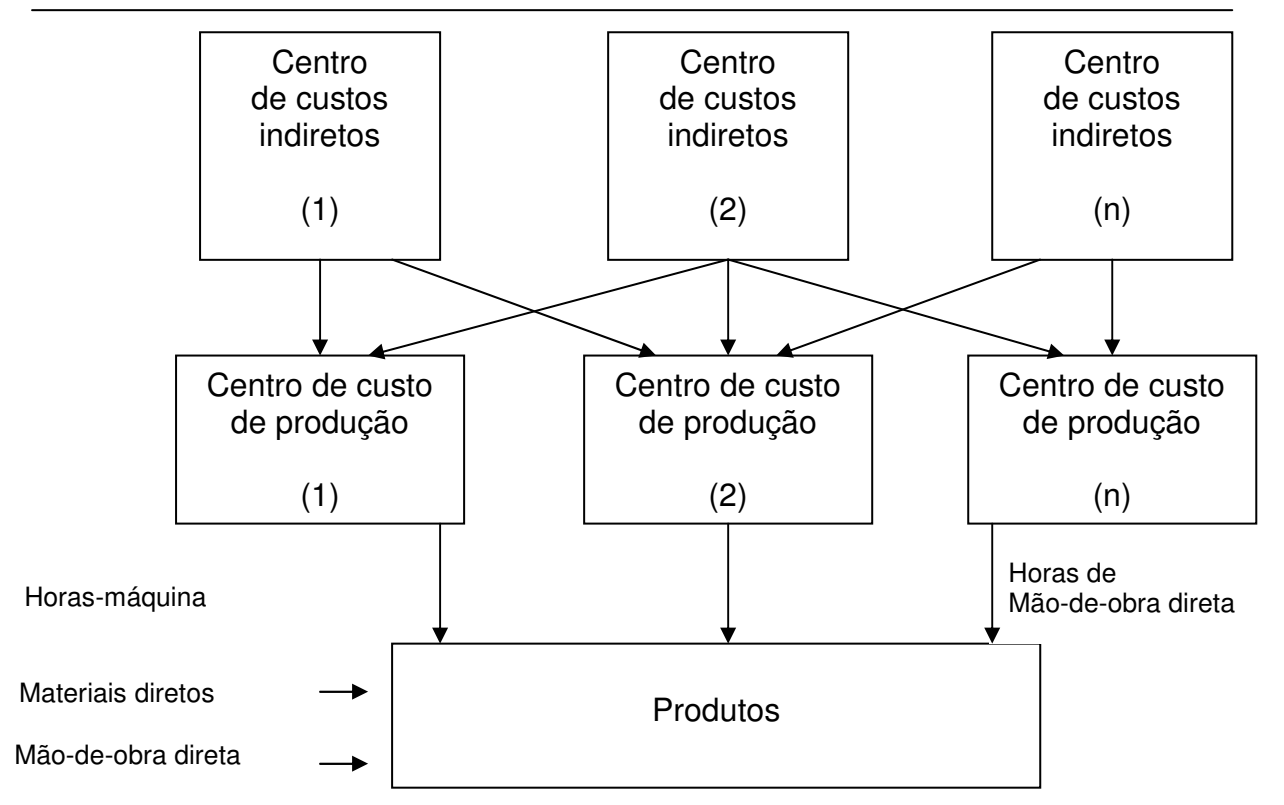 Centro
de custos
indiretos
(1)
Centro
de custos
indiretos
(2)
Centro
de custos
indiretos
(n)
Centro de custo
de produção
(1)
Centro de custo
de produção
(2)
Centro de custo
de produção
(n)
Horas-máquina
Horas de
Mão-de-obra direta
Materiais diretos
Mão-de-obra direta
Produtos